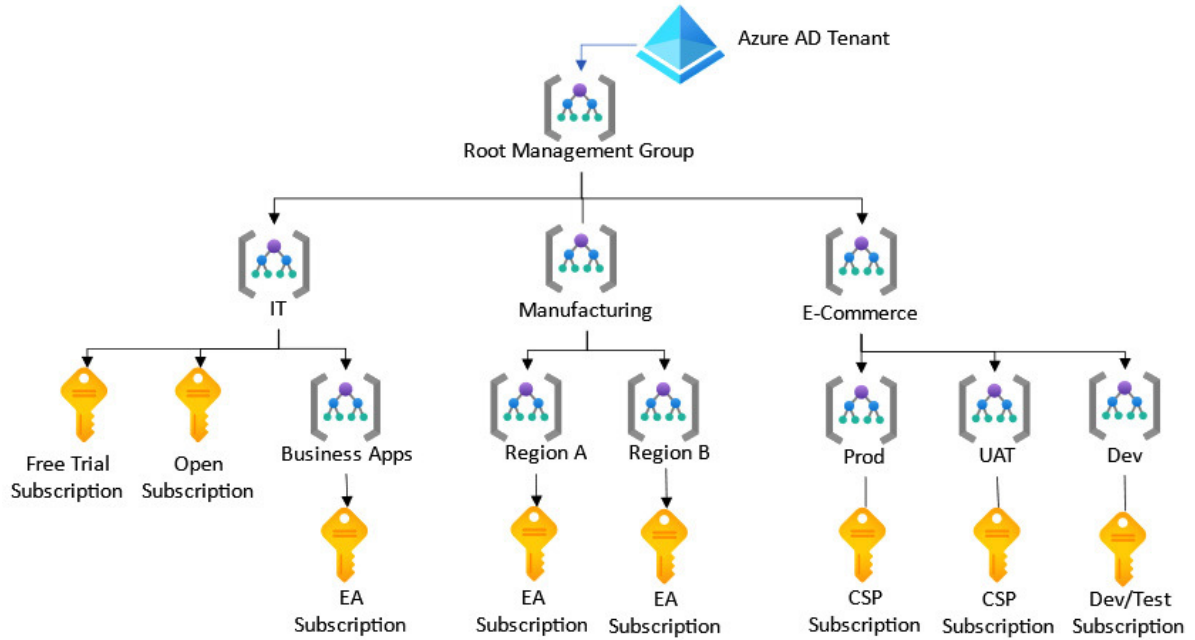 Azure AD Tenant
Root Management Group
IT
Manufacturing
E-Commerce
Free Trial
Subscription
Open
Subscription
Business Apps
Region A
Region B
Prod
UAT
Dev
EA
Subscription
EA
Subscription
EA
Subscription
CSP
Subscription
CSP
Subscription
Dev/Test
Subscription